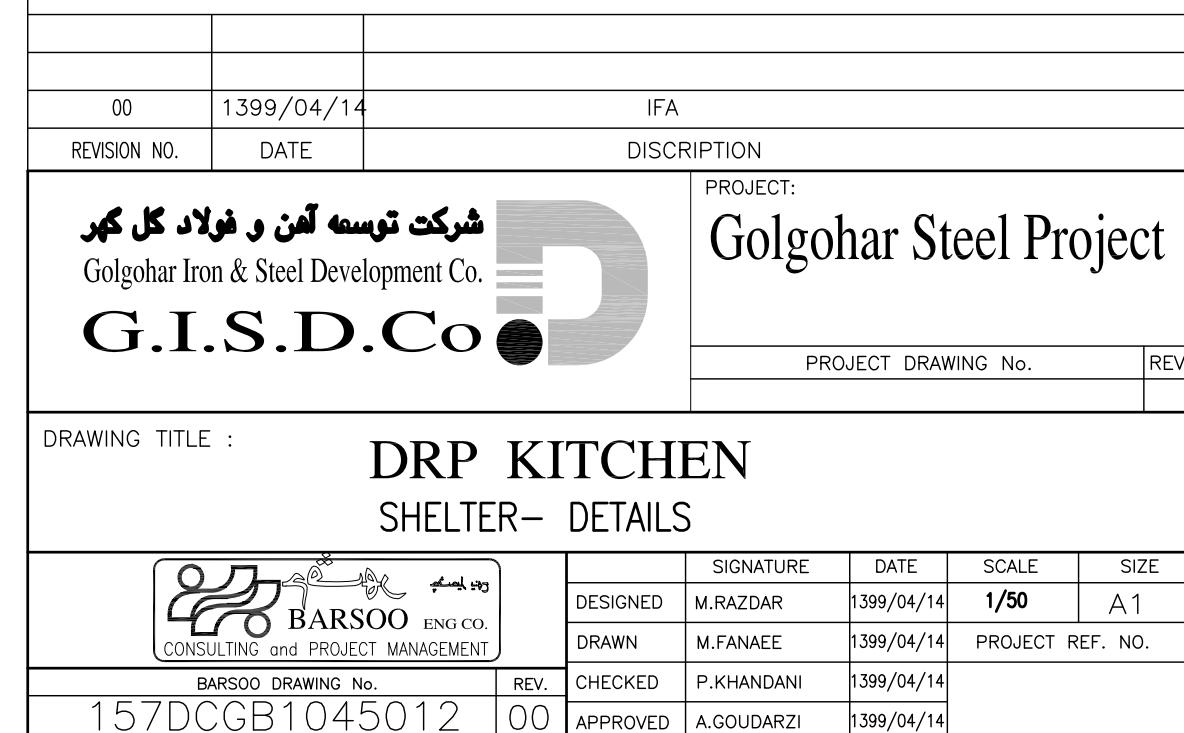 00 1399/04/14 IFA
REVISION NO. DATE DISCRIPTION
شرکت توسعه آهن و فولاد گل گهر
Golgohar Iron & Steel Development Co.
G.I.S.D.Co
PROJECT:
Golgohar Steel Project
PROJECT DRAWING No. REV
DRAWING TITLE :
DRP KITCHEN
SHELTER- DETAILS
BARSOO ENG CO.
CONSULTING and PROJECT MANAGEMENT
BARSOO DRAWING No. REV.
157DCGB1045012 00
SIGNATURE DATE SCALE SIZE
DESIGNED M.RAZDAR 1399/04/14 1/50 A1
DRAWN M.FANAEE 1399/04/14 PROJECT REF. NO.
CHECKED P.KHANDANI 1399/04/14
APPROVED A.GOUDARZI 1399/04/14